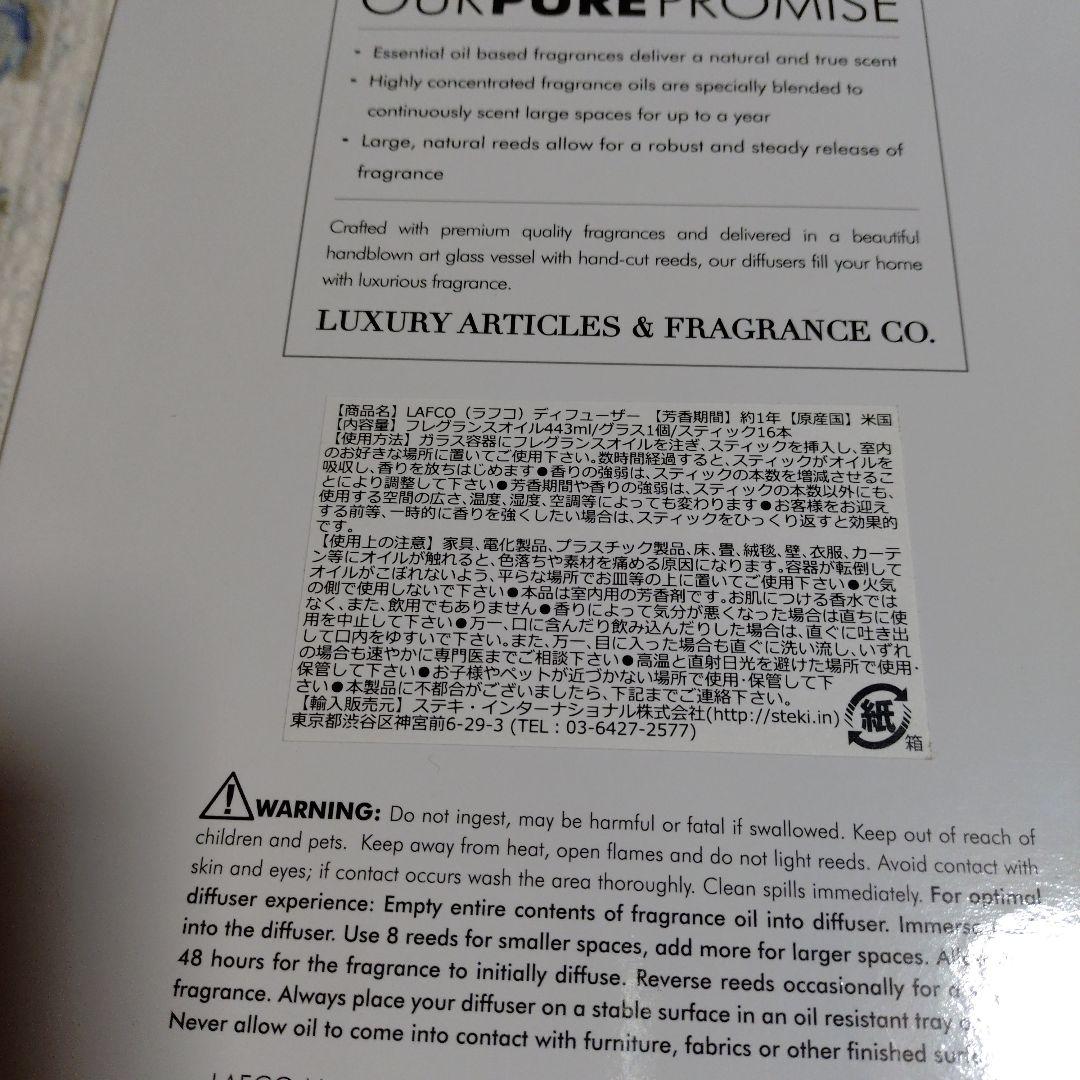 OUR PURE PROMISE
- Essential oil based fragrances deliver a natural and true scent
- Highly concentrated fragrance oils are specially blended to
continuously scent large spaces for up to a year
- Large, natural reeds allow for a robust and steady release of
fragrance
Crafted with premium quality fragrances and delivered in a beautiful
handblown art glass vessel with hand-cut reeds, our diffusers fill your home
with luxurious fragrance.
LUXURY ARTICLES & FRAGRANCE CO.
【商品名】LAFCO（ラフコ）ディフューザー 【芳香期間】約1年【原産国】米国
【内容量】フレグランスオイル443ml/グラス1個/スティック16本
【使用方法】ガラス容器にフレグランスオイルを注ぎ、スティックを挿入し、室内
のお好きな場所に置いてご使用下さい。数時間経過すると、スティックがオイルを
吸収し、香りを放ちはじめます●香りの強弱は、スティックの本数を増減させるこ
とにより調整して下さい●芳香期間や香りの強弱は、スティックの本数以外にも、
使用する空間の広さ、温度、湿度、空調等によっても変わります●お客様をお迎え
する前等、一時的に香りを強くしたい場合は、スティックをひっくり返すと効果的
です。
【使用上の注意】家具、電化製品、プラスチック製品、床、畳、絨毯、壁、衣服、カーテ
ン等にオイルが触れると、色落ちや素材を痛める原因になります。容器が転倒して
オイルがこぼれないよう、平らな場所でお皿等の上に置いてご使用下さい●火気
の側で使用しないで下さい●本品は室内用の芳香剤です。お肌につける香水では
なく、また、飲用でもありません●香りによって気分が悪くなった場合は直ちに使
用を中止して下さい●万一、口に含んだり飲み込んだりした場合は、直ぐに吐き出
して口内をゆすいで下さい。また、万一、目に入った場合も直ぐに洗い流し、いずれ
の場合も速やかに専門医までご相談下さい●高温と直射日光を避けた場所で使用・
保管して下さい●お子様やペットが近づかない場所で使用・保管して下
さい●本製品に不都合がございましたら、下記までご連絡下さい。
【輸入販売元】ステキ・インターナショナル株式会社(http://steki.in)
東京都渋谷区神宮前6-29-3 (TEL : 03-6427-2577)
紙
箱
WARNING: Do not ingest, may be harmful or fatal if swallowed. Keep out of reach of
children and pets. Keep away from heat, open flames and do not light reeds. Avoid contact with
skin and eyes; if contact occurs wash the area thoroughly. Clean spills immediately. For optimal
diffuser experience: Empty entire contents of fragrance oil into diffuser.
into the diffuser. Use 8 reeds for smaller spaces, add more for larger spaces.
48 hours for the fragrance to initially diffuse. Reverse reeds occasionally for
fragrance. Always place your diffuser on a stable surface in an oil resistant tray
Never allow oil to come into contact with furniture, fabrics or other finished